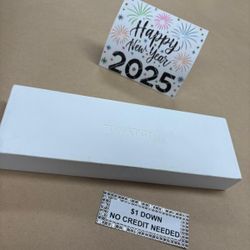 Happy
New Year
2025
$1 DOWN
NO CREDIT NEEDED